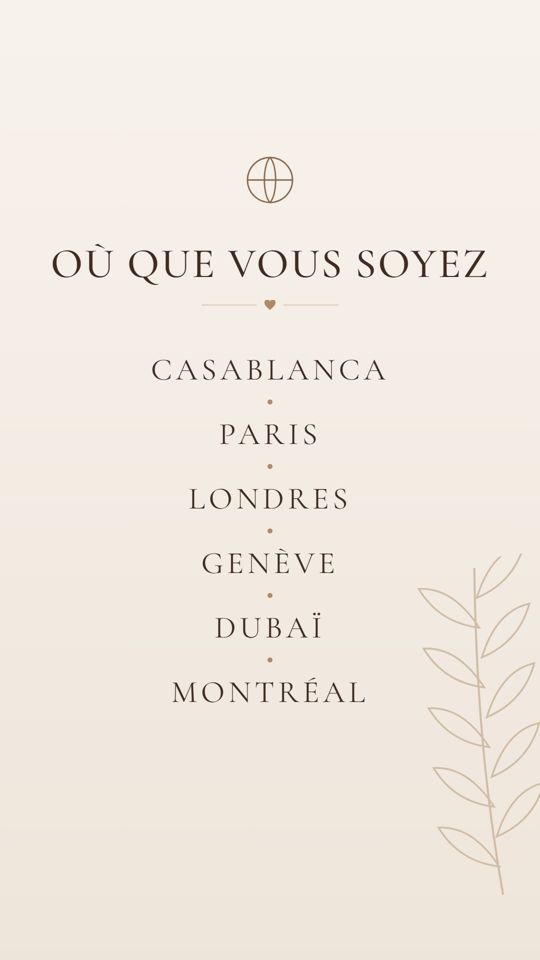 OÙ QUE VOUS SOYEZ
CASABLANCA
PARIS
LONDRES
GENÈVE
DUBAÏ
MONTRÉAL